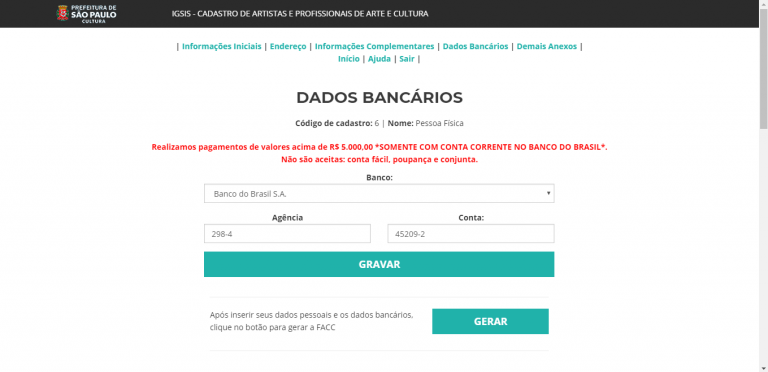 PREFEITURA DE
SÃO PAULO
CULTURA
IGSIS - CADASTRO DE ARTISTAS E PROFISSIONAIS DE ARTE E CULTURA
| Informações Iniciais | Endereço | Informações Complementares | Dados Bancários | Demais Anexos |
Início | Ajuda | Sair |
DADOS BANCÁRIOS
Código de cadastro: 6 | Nome: Pessoa Física
Realizamos pagamentos de valores acima de R$ 5.000,00 *SOMENTE COM CONTA CORRENTE NO BANCO DO BRASIL*.
Não são aceitas: conta fácil, poupança e conjunta.
Banco:
Banco do Brasil S.A.
Agência Conta:
298-4 45209-2
GRAVAR
Após inserir seus dados pessoais e os dados bancários,
clique no botão para gerar a FACC
GERAR